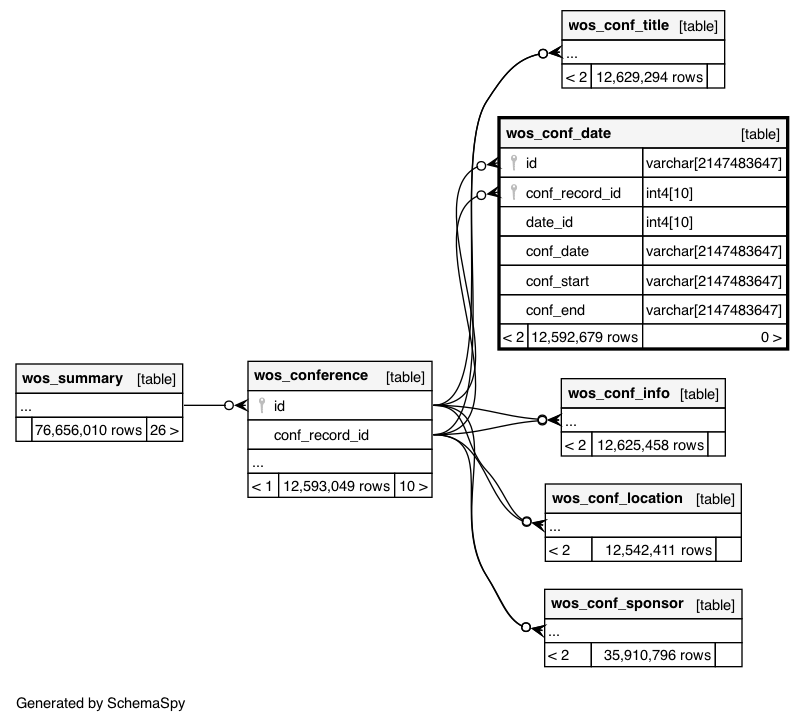 wos_conf_title [table]
...
< 2 12,629,294 rows
wos_conf_date [table]
id varchar[2147483647]
conf_record_id int4[10]
date_id int4[10]
conf_date varchar[2147483647]
conf_start varchar[2147483647]
conf_end varchar[2147483647]
< 2 12,592,679 rows 0 >
wos_summary [table]
...
76,656,010 rows 26 >
wos_conference [table]
id
conf_record_id
...
< 1 12,593,049 rows 10 >
wos_conf_info [table]
...
< 2 12,625,458 rows
wos_conf_location [table]
...
< 2 12,542,411 rows
wos_conf_sponsor [table]
...
< 2 35,910,796 rows
Generated by SchemaSpy